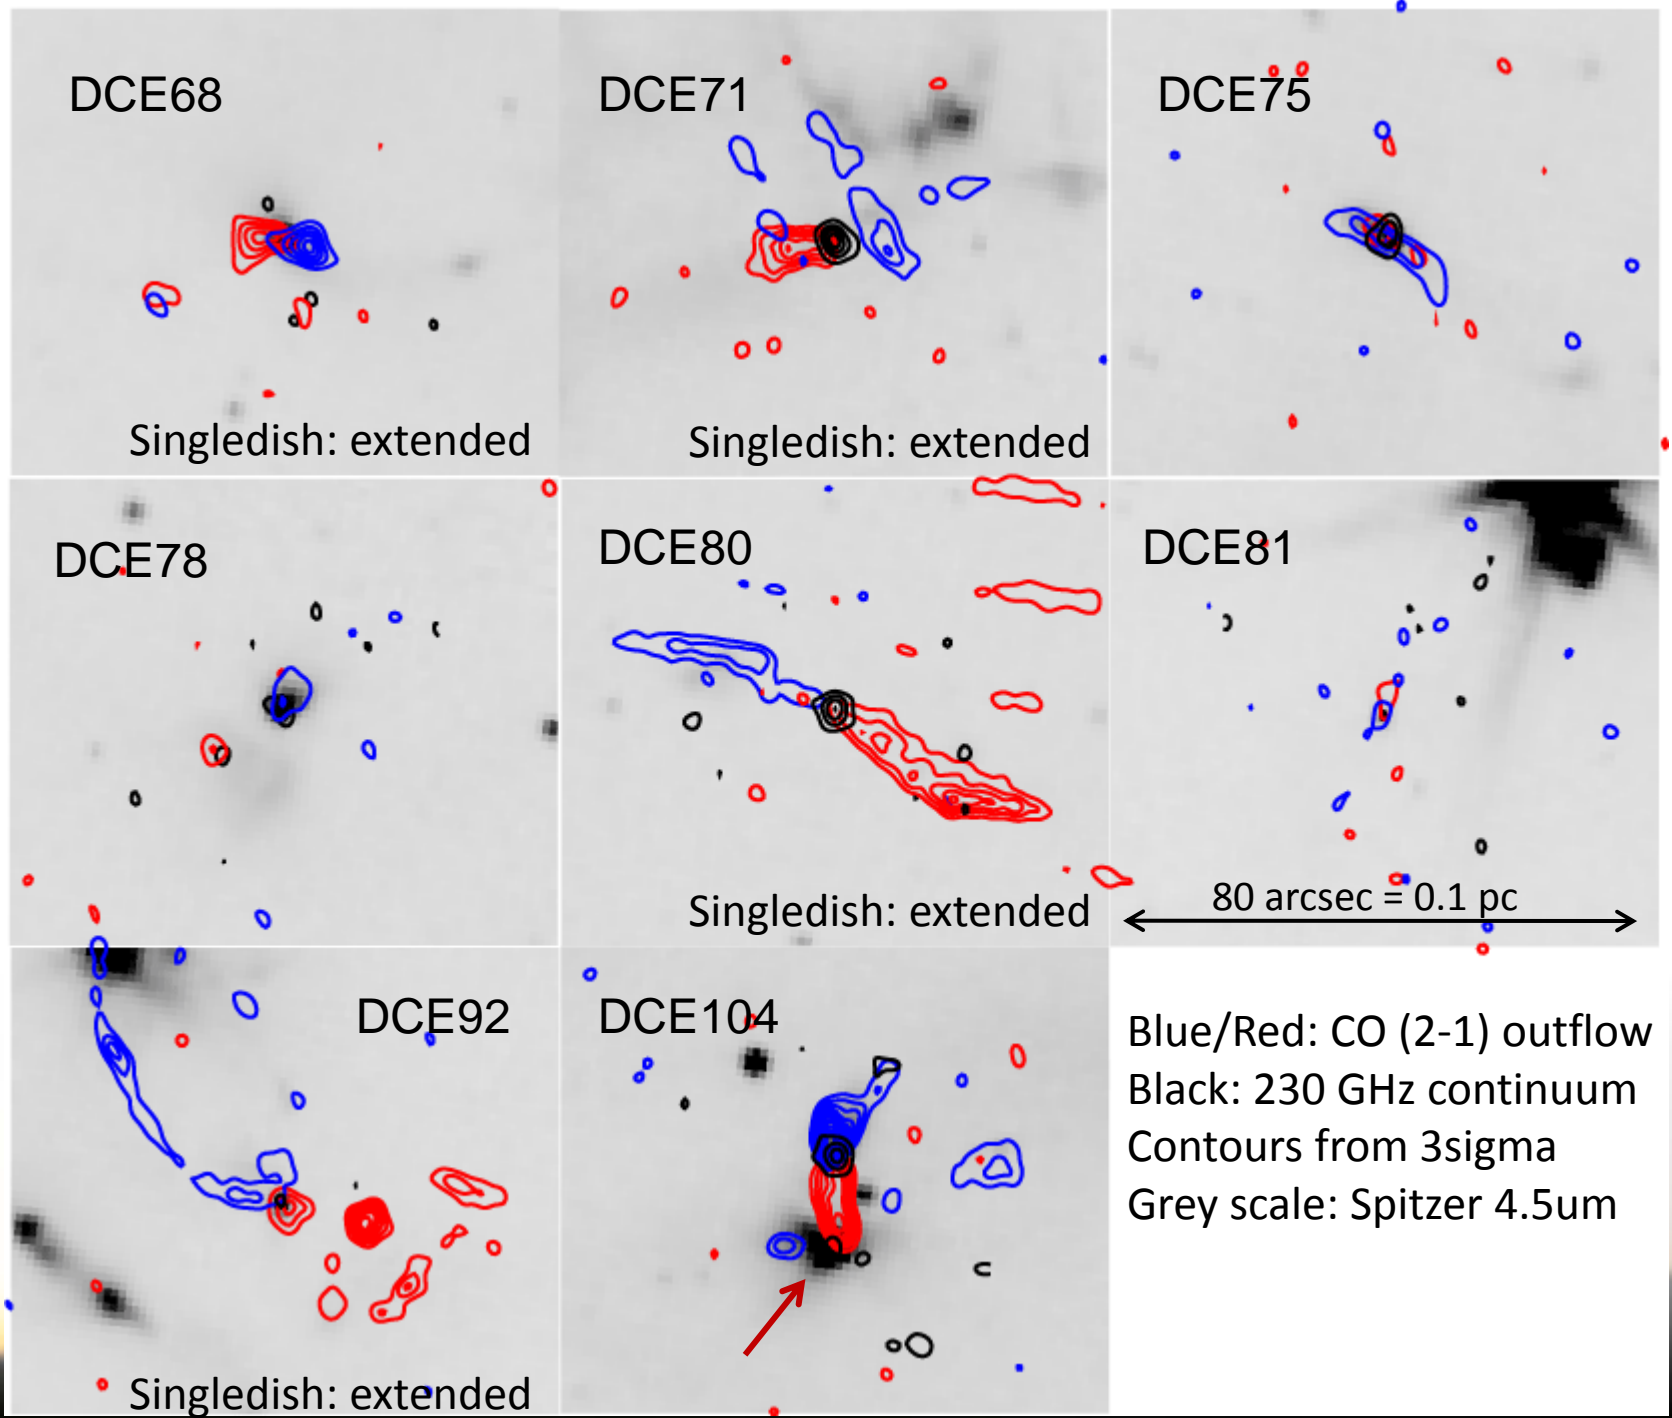 DCE68
DCE71
DCE75
Singledish: extended
Singledish: extended
DCE78
DCE80
DCE81
Singledish: extended
80 arcsec = 0.1 pc
DCE92
DCE104
Blue/Red: CO (2-1) outflow
Black: 230 GHz continuum
Contours from 3sigma
Grey scale: Spitzer 4.5um
Singledish: extended